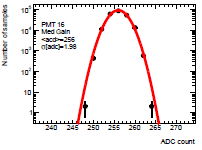 Number of samples
10⁵
10⁴
10³
10²
10
1
PMT 16
Med Gain
<acd>=256
σ[adc]=1.98
240 245 250 255 260 265 270
ADC count